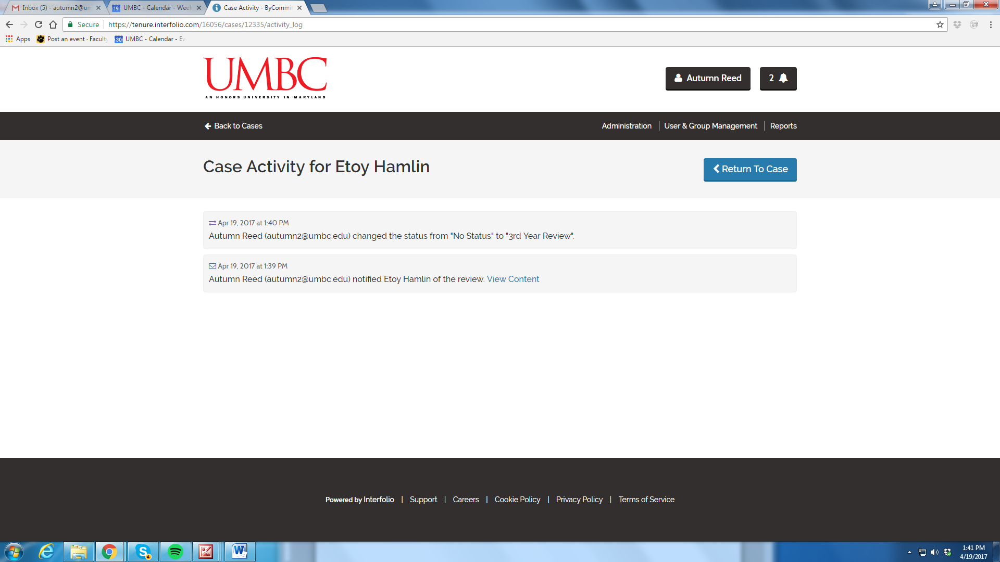 Inbox (5) - autumn2@um
UMBC - Calendar - Week
Case Activity - ByCommit
Secure https://tenure.interfolio.com/16056/cases/12335/activity_log
Apps
Post an event · Faculty
30 UMBC - Calendar - Ev
UMBC
AN HONORS UNIVERSITY IN MARYLAND
Autumn Reed
2
Back to Cases
Administration
User & Group Management
Reports
Case Activity for Etoy Hamlin
Return To Case
Apr 19, 2017 at 1:40 PM
Autumn Reed (autumn2@umbc.edu) changed the status from "No Status" to "3rd Year Review".
Apr 19, 2017 at 1:39 PM
Autumn Reed (autumn2@umbc.edu) notified Etoy Hamlin of the review. View Content
Powered by Interfolio | Support | Careers | Cookie Policy | Privacy Policy | Terms of Service
1:41 PM
4/19/2017